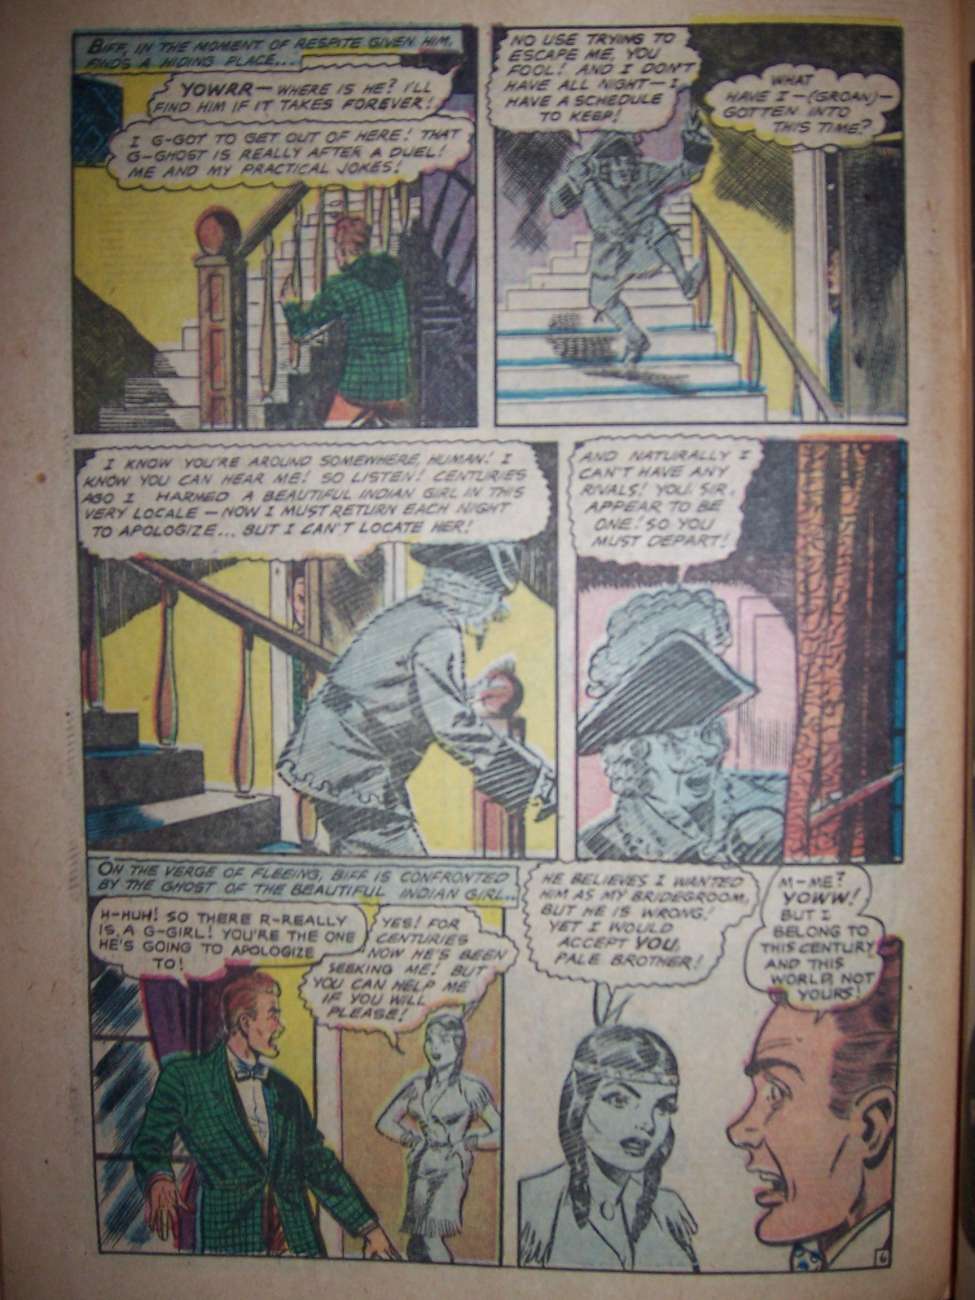 BIFF, IN THE MOMENT OF RESPITE GIVEN HIM,
FINDS A HIDING PLACE...
YOWRR— WHERE IS HE? I'LL
FIND HIM IF IT TAKES FOREVER!
I G-GOT TO GET OUT OF HERE! THAT
G-GHOST IS REALLY AFTER A DUEL!
ME AND MY PRACTICAL JOKES!
NO USE TRYING TO
ESCAPE ME, YOU
FOOL! AND I DON'T
HAVE ALL NIGHT—I
HAVE A SCHEDULE
TO KEEP!
WHAT
HAVE I—(GROAN)—
GOTTEN INTO
THIS TIME?
I KNOW YOU'RE AROUND SOMEWHERE, HUMAN! I
KNOW YOU CAN HEAR ME! SO LISTEN! CENTURIES
AGO I HARMED A BEAUTIFUL INDIAN GIRL IN THIS
VERY LOCALE—NOW I MUST RETURN EACH NIGHT
TO APOLOGIZE... BUT I CAN'T LOCATE HER!
AND NATURALLY I
CAN'T HAVE ANY
RIVALS! YOU, SIR,
APPEAR TO BE
ONE! SO YOU
MUST DEPART!
ON THE VERGE OF FLEEING, BIFF IS CONFRONTED
BY THE GHOST OF THE BEAUTIFUL INDIAN GIRL...
H-HUH! SO THERE R-REALLY
IS A G-GIRL! YOU'RE THE ONE
HE'S GOING TO APOLOGIZE
TO!
YES! FOR
CENTURIES
NOW HE'S BEEN
SEEKING ME! BUT
YOU CAN HELP ME
IF YOU WILL
PLEASE!
HE BELIEVES I WANTED
HIM AS MY BRIDEGROOM,
BUT HE IS WRONG!
YET I WOULD
ACCEPT YOU,
PALE BROTHER!
M-ME?
YOWW!
BUT I
BELONG TO
THIS CENTURY
AND THIS
WORLD, NOT
YOURS!
6